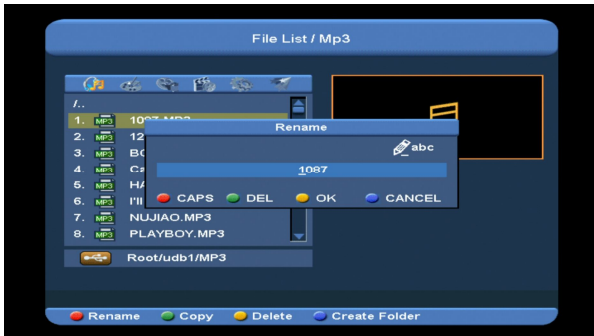 File List / Mp3
/..
1. MP3 1087.MP3
Rename
2. MP3 12
abc
3. MP3 BO
4. MP3 Ca
1087
5. MP3 HA
CAPS DEL OK CANCEL
6. MP3 I'll
7. MP3 NUJIAO.MP3
8. MP3 PLAYBOY.MP3
Root/udb1/MP3
Rename Copy Delete Create Folder